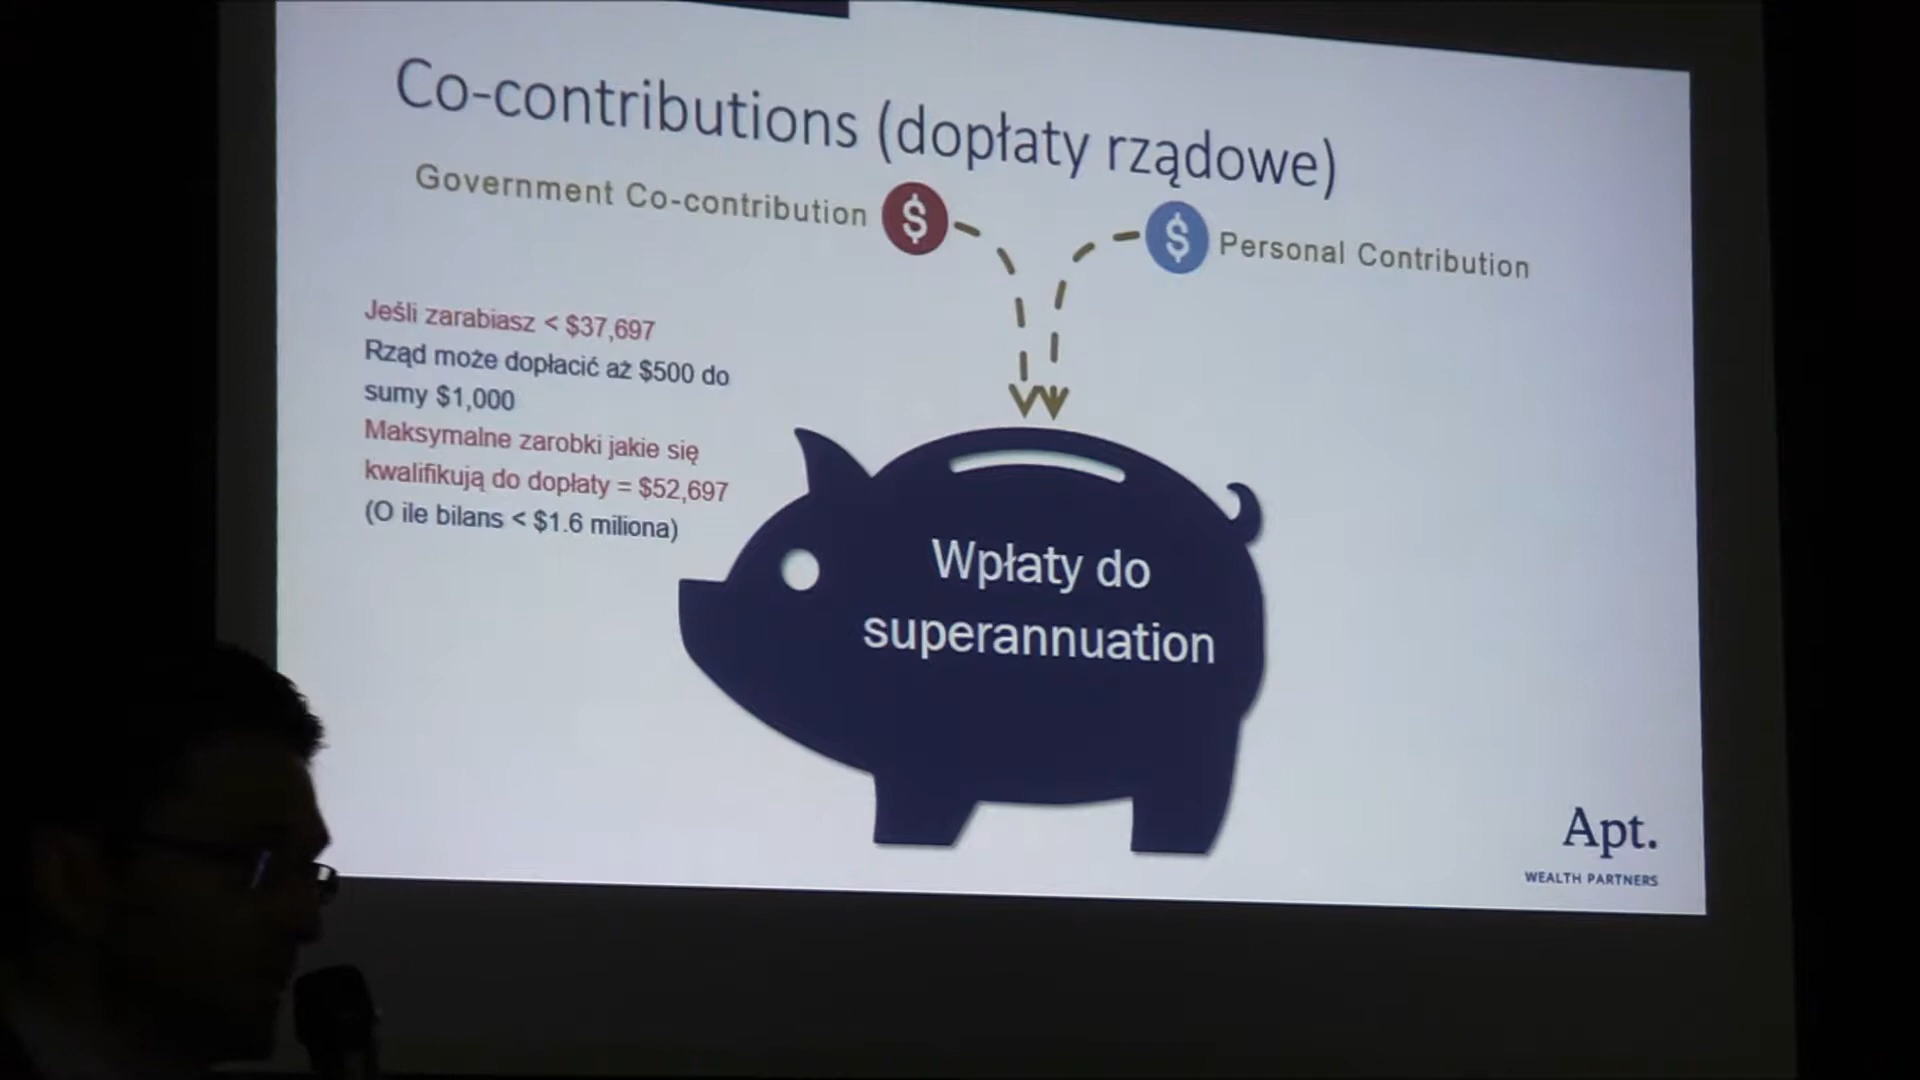 Co-contributions (dopłaty rządowe)
Government Co-contribution
$
$
Personal Contribution
Jeśli zarabiasz < $37,697
Rząd może dopłacić aż $500 do
sumy $1,000
Maksymalne zarobki jakie się
kwalifikują do dopłaty = $52,697
(O ile bilans < $1.6 miliona)
Wpłaty do
superannuation
Apt.
WEALTH PARTNERS